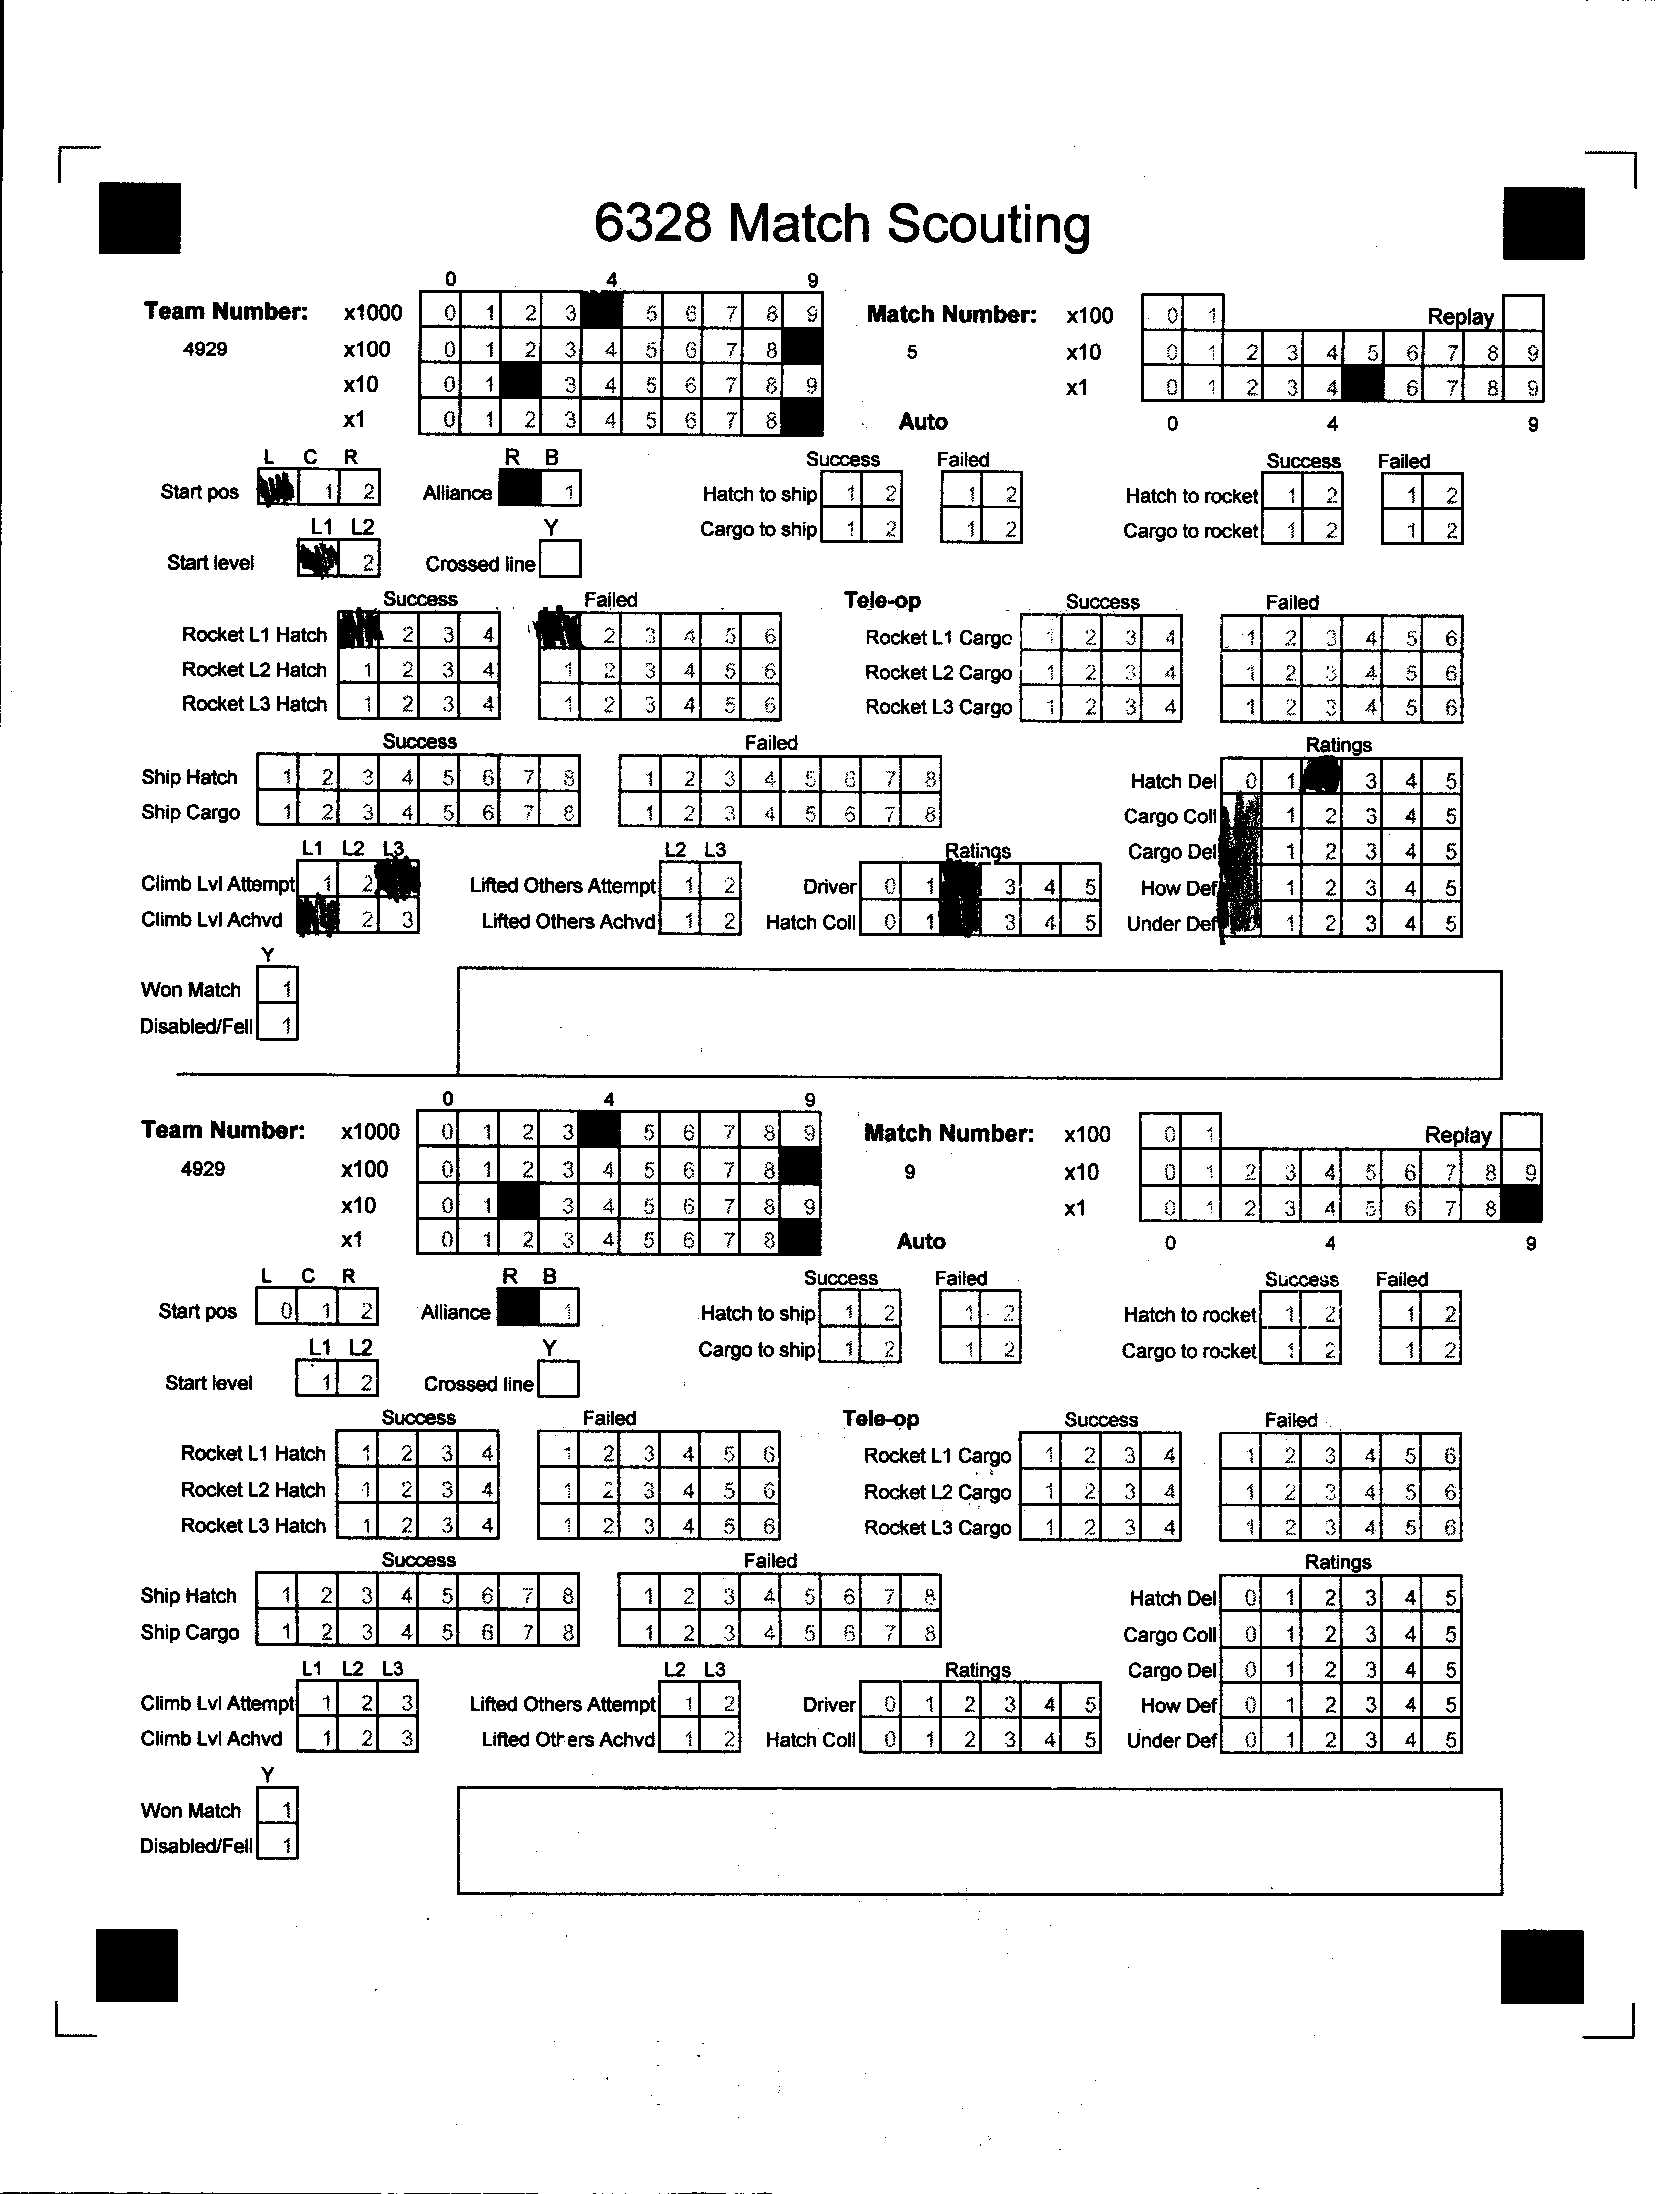 6328 Match Scouting
0 4 9
Team Number: x1000 0 1 2 3 5 6 7 8 9 Match Number: x100 0 1 Replay
4929 x100 0 1 2 3 4 5 6 7 8 5 x10 0 1 2 3 4 5 6 7 8 9
x10 0 1 3 4 5 6 7 8 9 x1 0 1 2 3 4 6 7 8 9
x1 0 1 2 3 4 5 6 7 8 Auto 0 4 9
L C R R B Success Failed Success Failed
Start pos 1 2 Alliance 1 Hatch to ship 1 2 1 2 Hatch to rocket 1 2 1 2
L1 L2 Y Cargo to ship 1 2 1 2 Cargo to rocket 1 2 1 2
Start level 2 Crossed line
Success Failed Tele-op Success Failed
Rocket L1 Hatch 2 3 4 2 3 4 5 6 Rocket L1 Cargo 1 2 3 4 1 2 3 4 5 6
Rocket L2 Hatch 1 2 3 4 1 2 3 4 5 6 Rocket L2 Cargo 1 2 3 4 1 2 3 4 5 6
Rocket L3 Hatch 1 2 3 4 1 2 3 4 5 6 Rocket L3 Cargo 1 2 3 4 1 2 3 4 5 6
Success Failed Ratings
Ship Hatch 1 2 3 4 5 6 7 8 1 2 3 4 5 6 7 8 Hatch Del 0 1 3 4 5
Ship Cargo 1 2 3 4 5 6 7 8 1 2 3 4 5 6 7 8 Cargo Coll 1 2 3 4 5
L1 L2 L3 L2 L3 Ratings Cargo Del 1 2 3 4 5
Climb Lvl Attempt 1 2 Lifted Others Attempt 1 2 Driver 0 1 3 4 5 How Def 1 2 3 4 5
Climb Lvl Achvd 2 3 Lifted Others Achvd 1 2 Hatch Coll 0 1 3 4 5 Under Def 1 2 3 4 5
Y
Won Match 1
Disabled/Fell 1
0 4 9
Team Number: x1000 0 1 2 3 5 6 7 8 9 Match Number: x100 0 1 Replay
4929 x100 0 1 2 3 4 5 6 7 8 9 x10 0 1 2 3 4 5 6 7 8 9
x10 0 1 3 4 5 6 7 8 9 x1 0 1 2 3 4 5 6 7 8
x1 0 1 2 3 4 5 6 7 8 Auto 0 4 9
L C R R B Success Failed Success Failed
Start pos 0 1 2 Alliance 1 Hatch to ship 1 2 1 2 Hatch to rocket 1 2 1 2
L1 L2 Y Cargo to ship 1 2 1 2 Cargo to rocket 1 2 1 2
Start level 1 2 Crossed line
Success Failed Tele-op Success Failed
Rocket L1 Hatch 1 2 3 4 1 2 3 4 5 6 Rocket L1 Cargo 1 2 3 4 1 2 3 4 5 6
Rocket L2 Hatch 1 2 3 4 1 2 3 4 5 6 Rocket L2 Cargo 1 2 3 4 1 2 3 4 5 6
Rocket L3 Hatch 1 2 3 4 1 2 3 4 5 6 Rocket L3 Cargo 1 2 3 4 1 2 3 4 5 6
Success Failed Ratings
Ship Hatch 1 2 3 4 5 6 7 8 1 2 3 4 5 6 7 8 Hatch Del 0 1 2 3 4 5
Ship Cargo 1 2 3 4 5 6 7 8 1 2 3 4 5 6 7 8 Cargo Coll 0 1 2 3 4 5
L1 L2 L3 L2 L3 Ratings Cargo Del 0 1 2 3 4 5
Climb Lvl Attempt 1 2 3 Lifted Others Attempt 1 2 Driver 0 1 2 3 4 5 How Def 0 1 2 3 4 5
Climb Lvl Achvd 1 2 3 Lifted Others Achvd 1 2 Hatch Coll 0 1 2 3 4 5 Under Def 0 1 2 3 4 5
Y
Won Match 1
Disabled/Fell 1